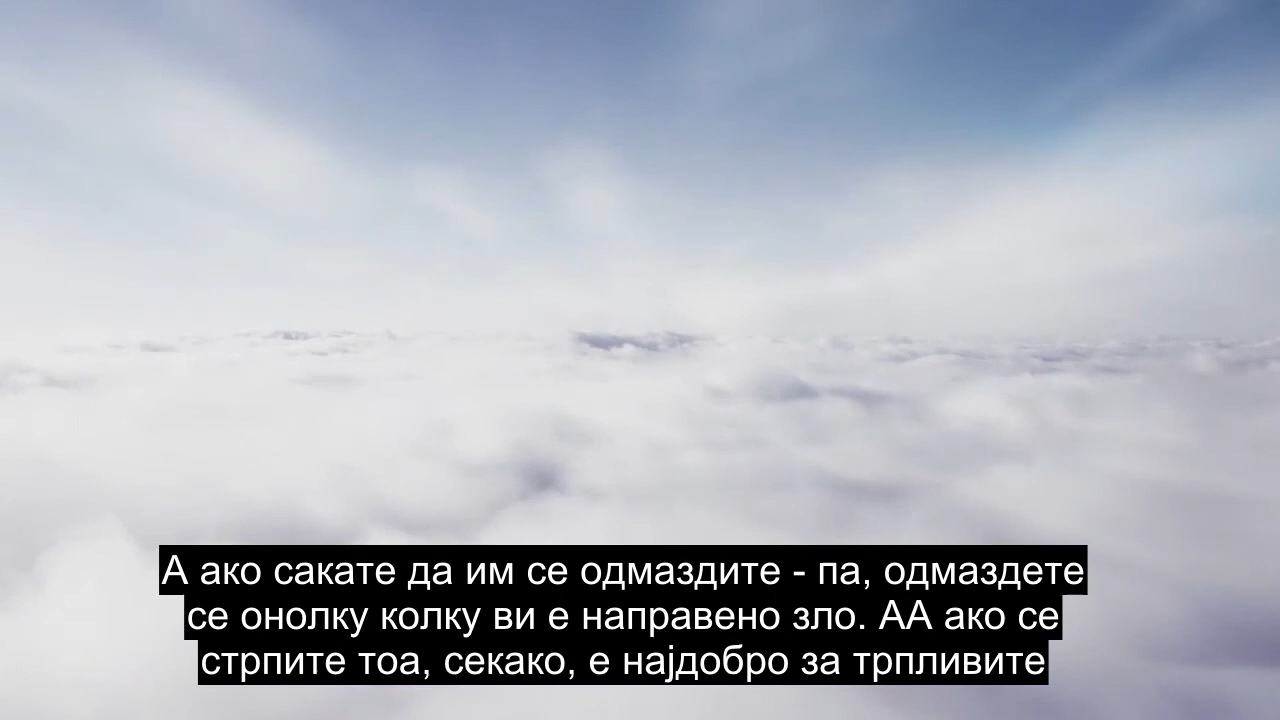 А ако сакате да им се одмаздите - па, одмаздете
се онолку колку ви е направено зло. АА ако се
стрпите тоа, секако, е најдобро за трпливите